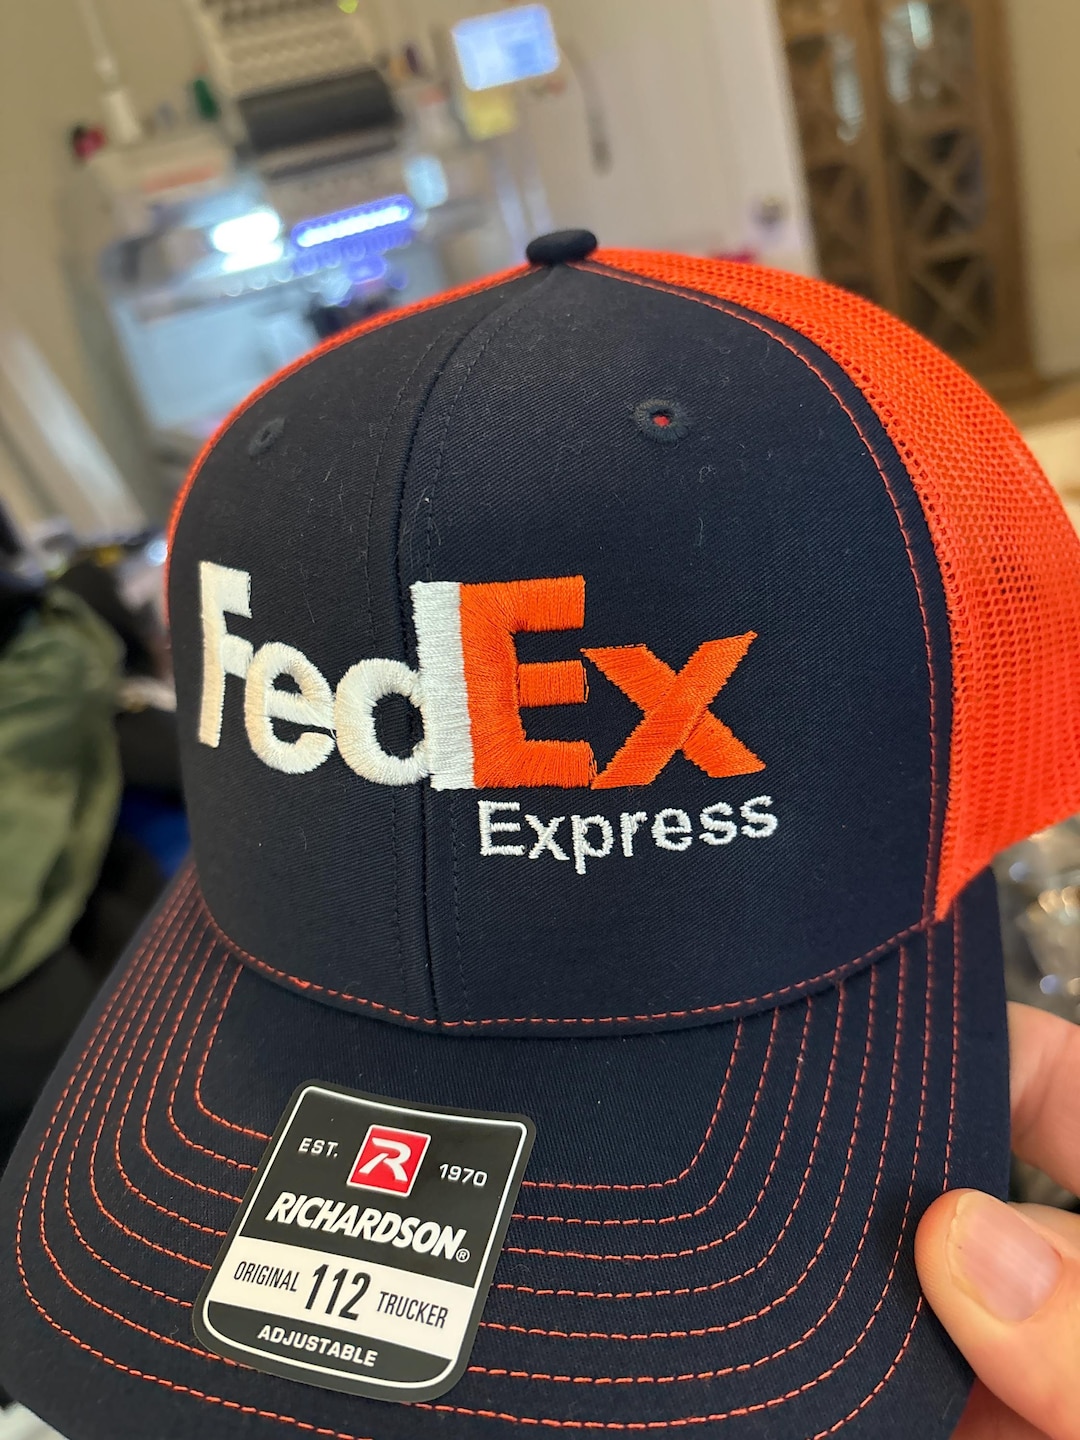 FedEx
Express
EST. R 1970
RICHARDSON®
ORIGINAL 112 TRUCKER
ADJUSTABLE